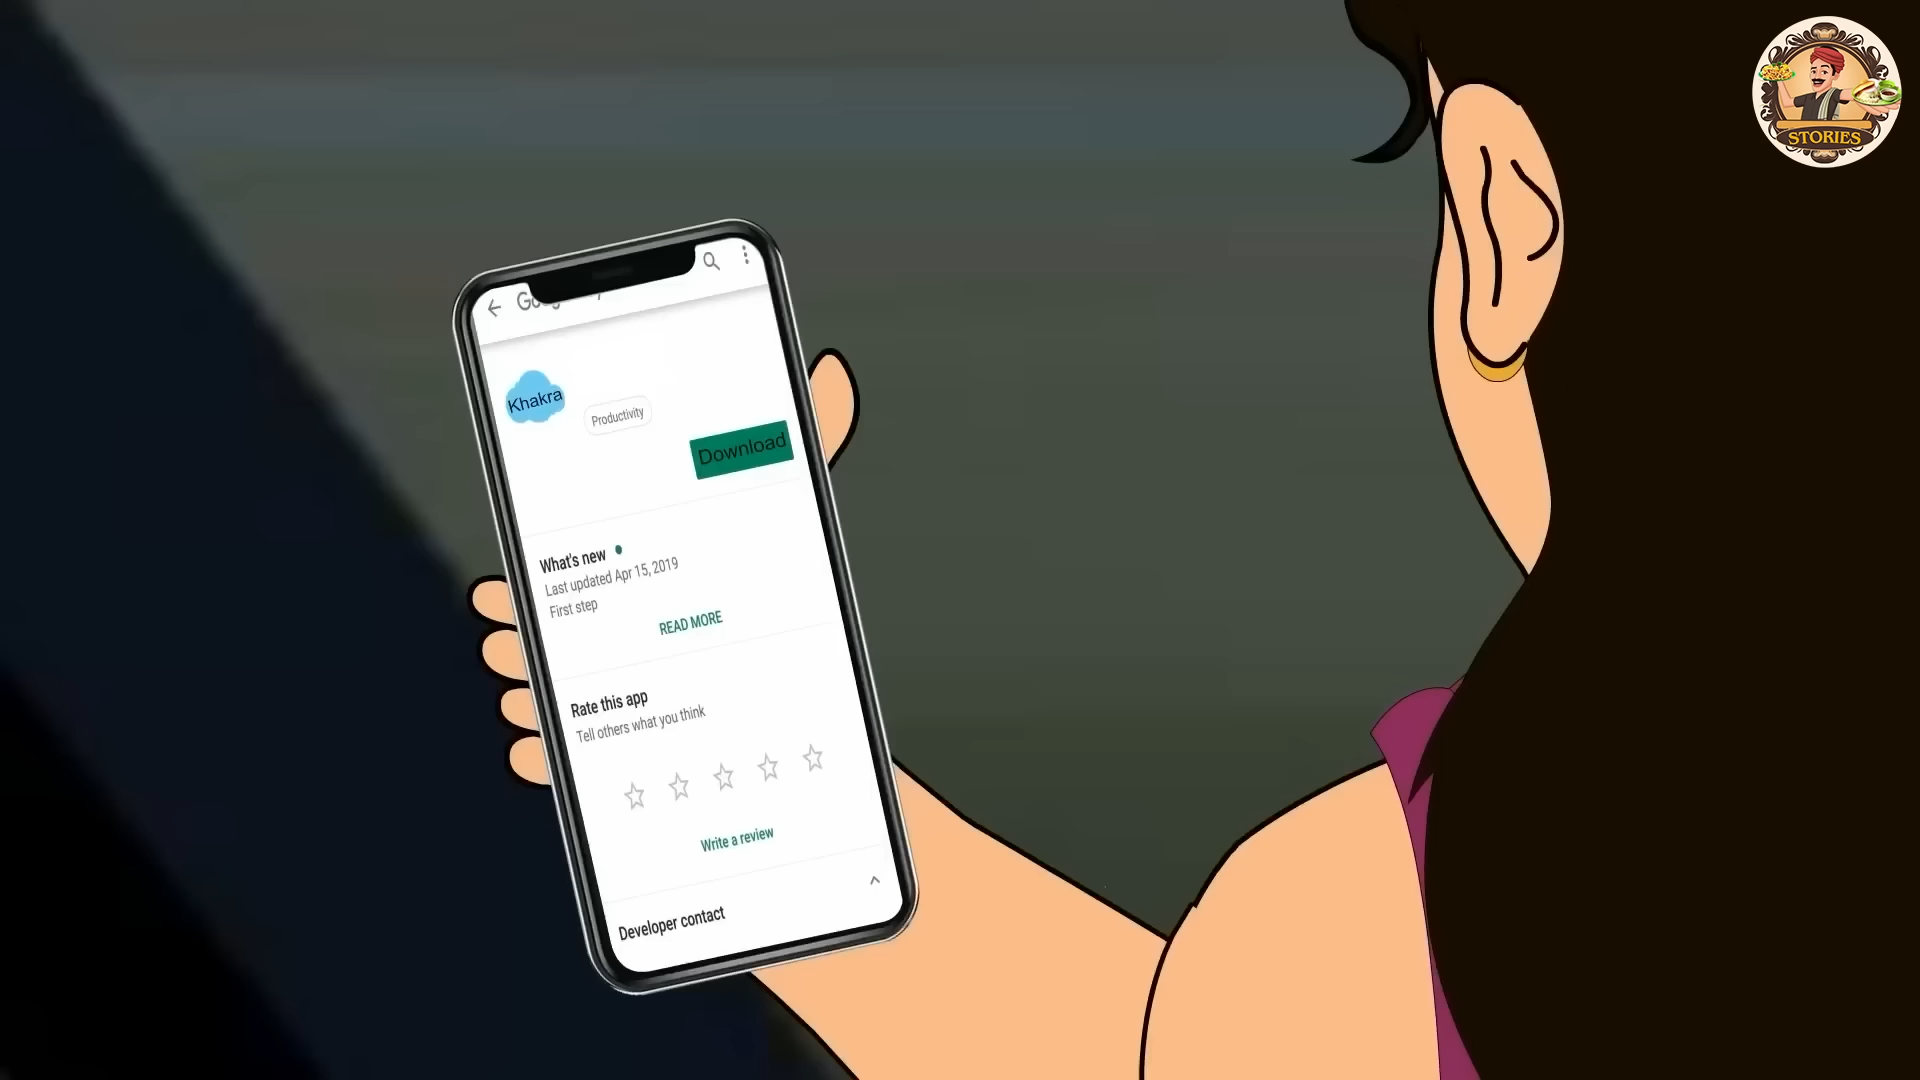 Khakra
Productivity
Download
What's new
Last updated Apr 15, 2019
First step
READ MORE
Rate this app
Tell others what you think
Write a review
Developer contact
STORIES